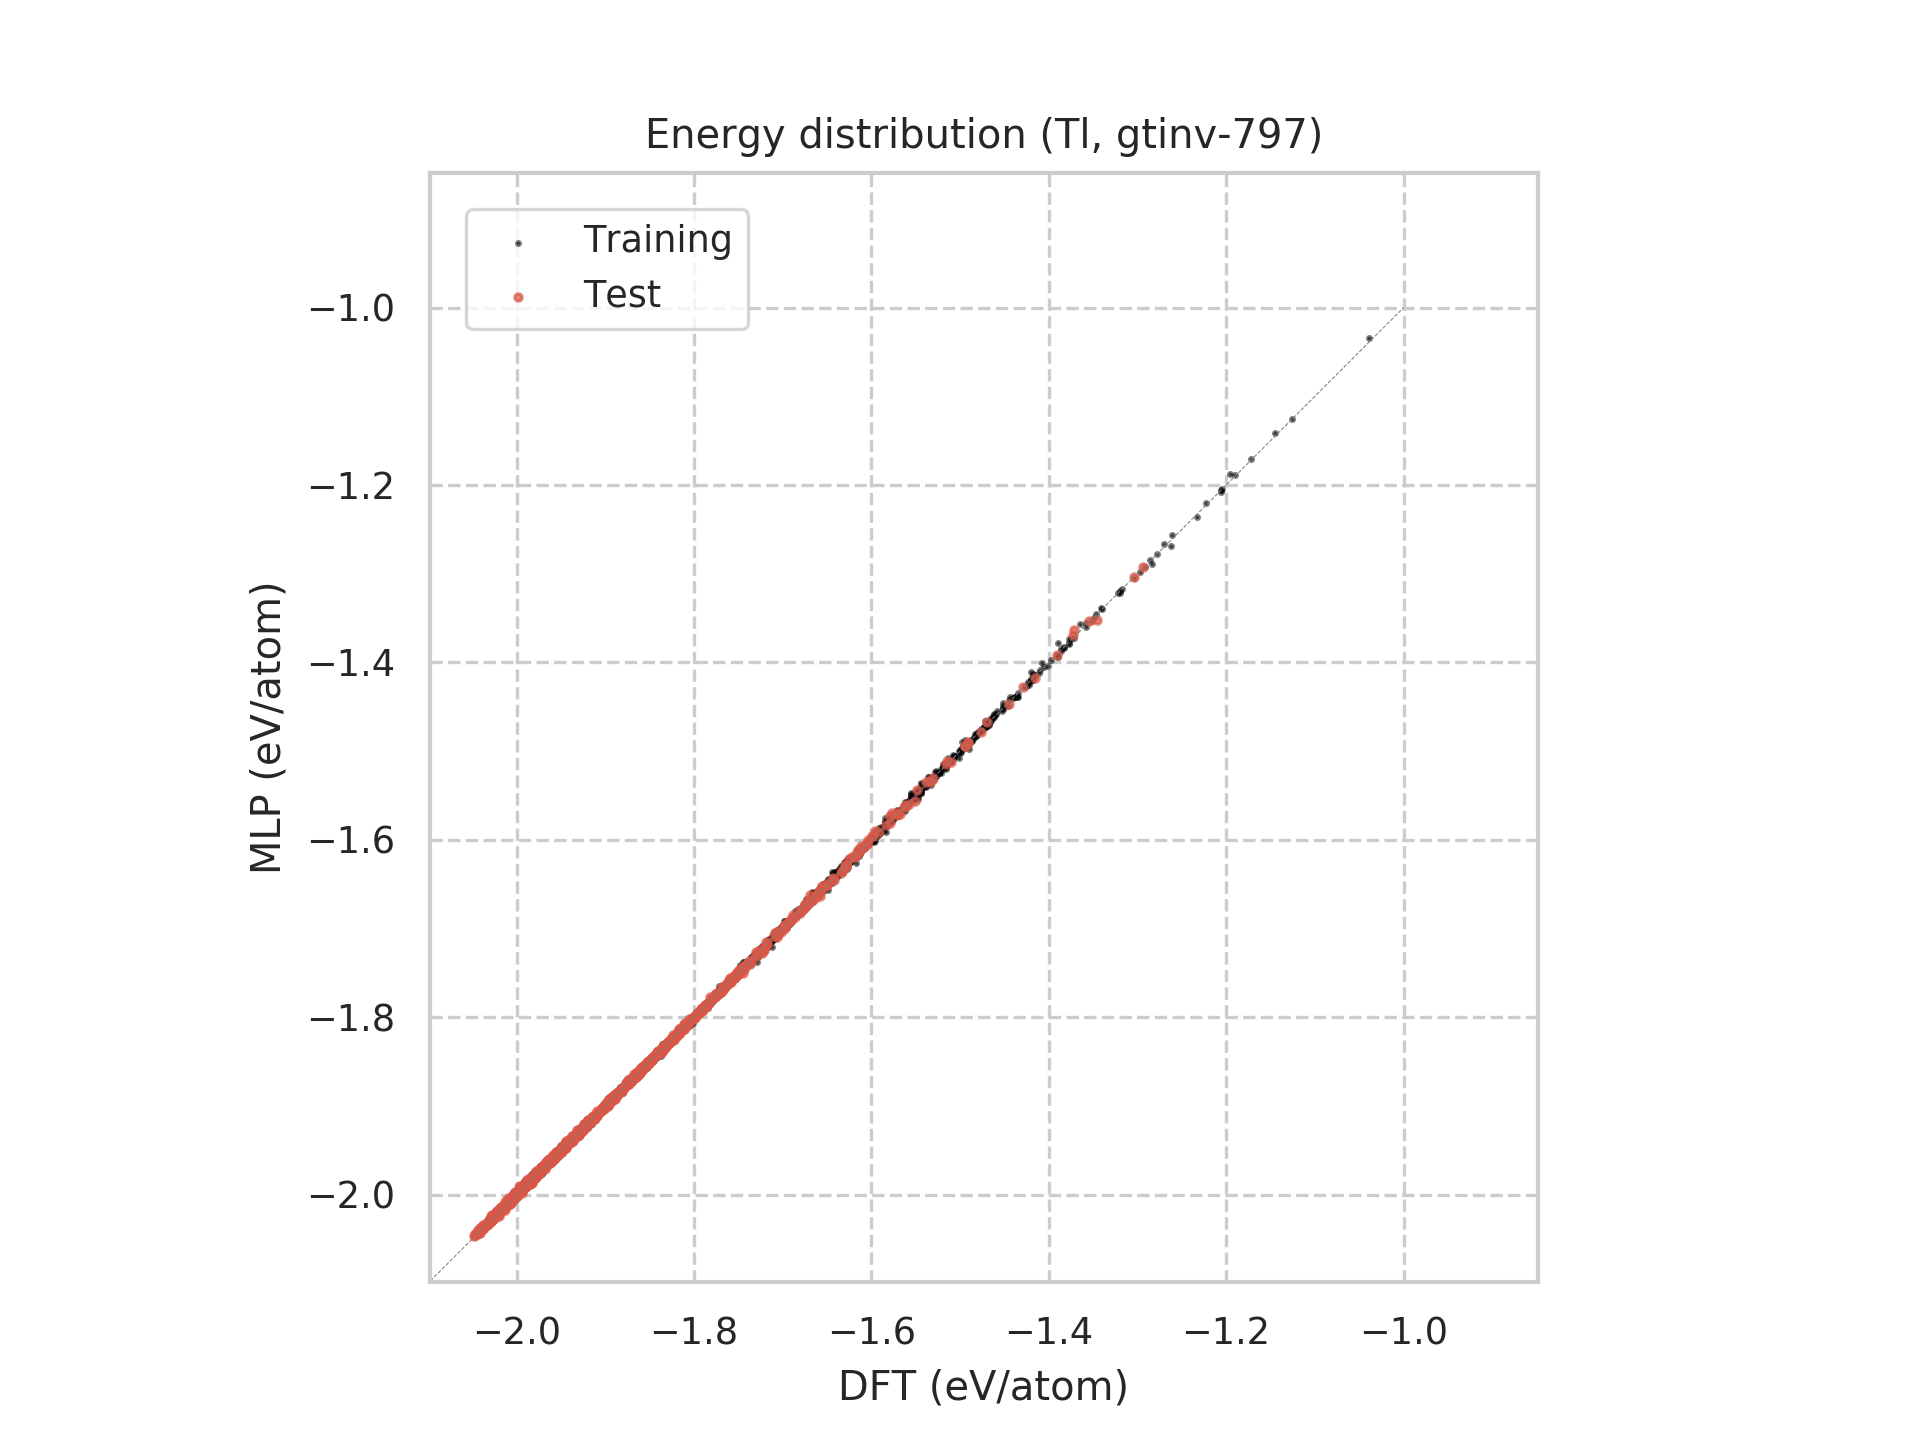 Energy distribution (Tl, gtinv-797)
Training
Test
−1.0
−1.2
−1.4
−1.6
−1.8
−2.0
MLP (eV/atom)
−2.0 −1.8 −1.6 −1.4 −1.2 −1.0
DFT (eV/atom)